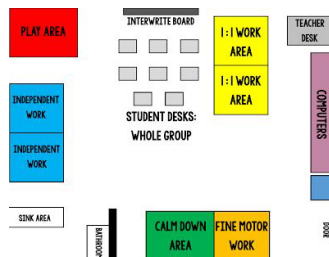 INTERWRITE BOARD
PLAY AREA
1:1 WORK
AREA
1:1 WORK
AREA
TEACHER
DESK
COMPUTERS
INDEPENDENT
WORK
INDEPENDENT
WORK
STUDENT DESKS:
WHOLE GROUP
SINK AREA
BATHROOM
CALM DOWN
AREA
FINE MOTOR
WORK
DOOR